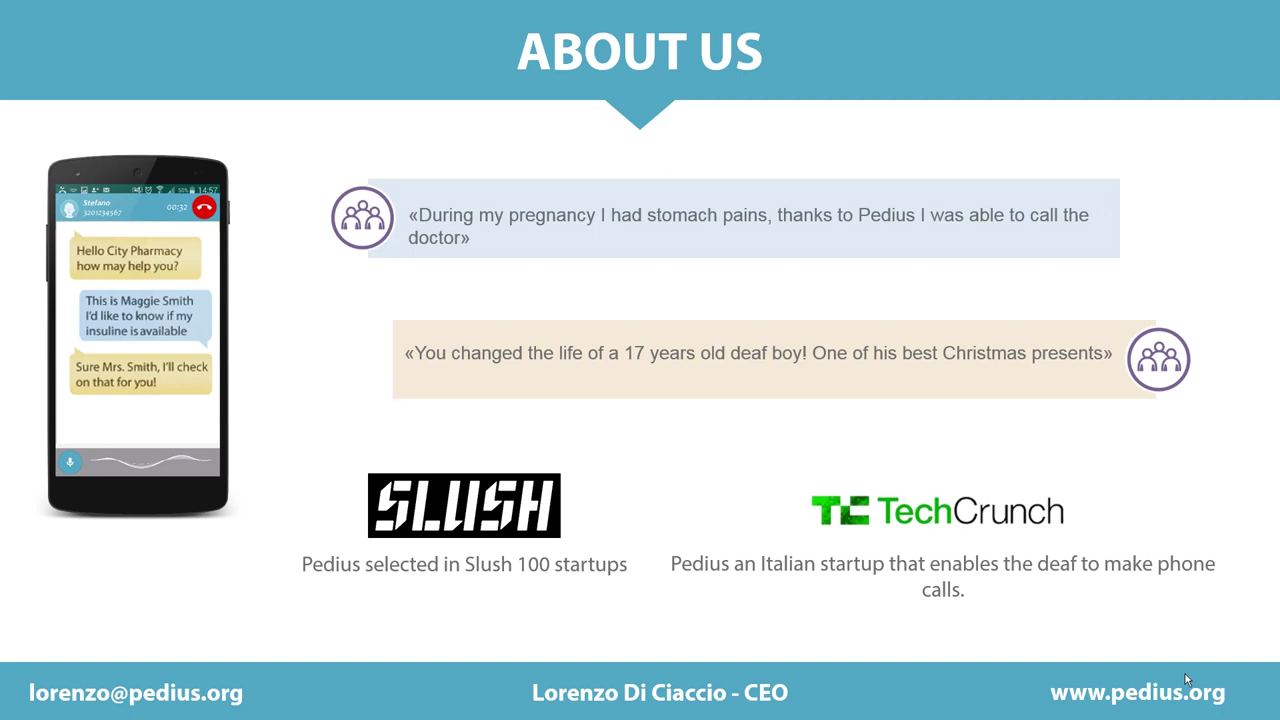 ABOUT US
14:57
Stefano
3201234567
00:32
Hello City Pharmacy
how may help you?
This is Maggie Smith
I'd like to know if my
insuline is available
Sure Mrs. Smith, I'll check
on that for you!
«During my pregnancy I had stomach pains, thanks to Pedius I was able to call the
doctor»
«You changed the life of a 17 years old deaf boy! One of his best Christmas presents»
SLUSH
Pedius selected in Slush 100 startups
TC TechCrunch
Pedius an Italian startup that enables the deaf to make phone
calls.
lorenzo@pedius.org
Lorenzo Di Ciaccio - CEO
www.pedius.org